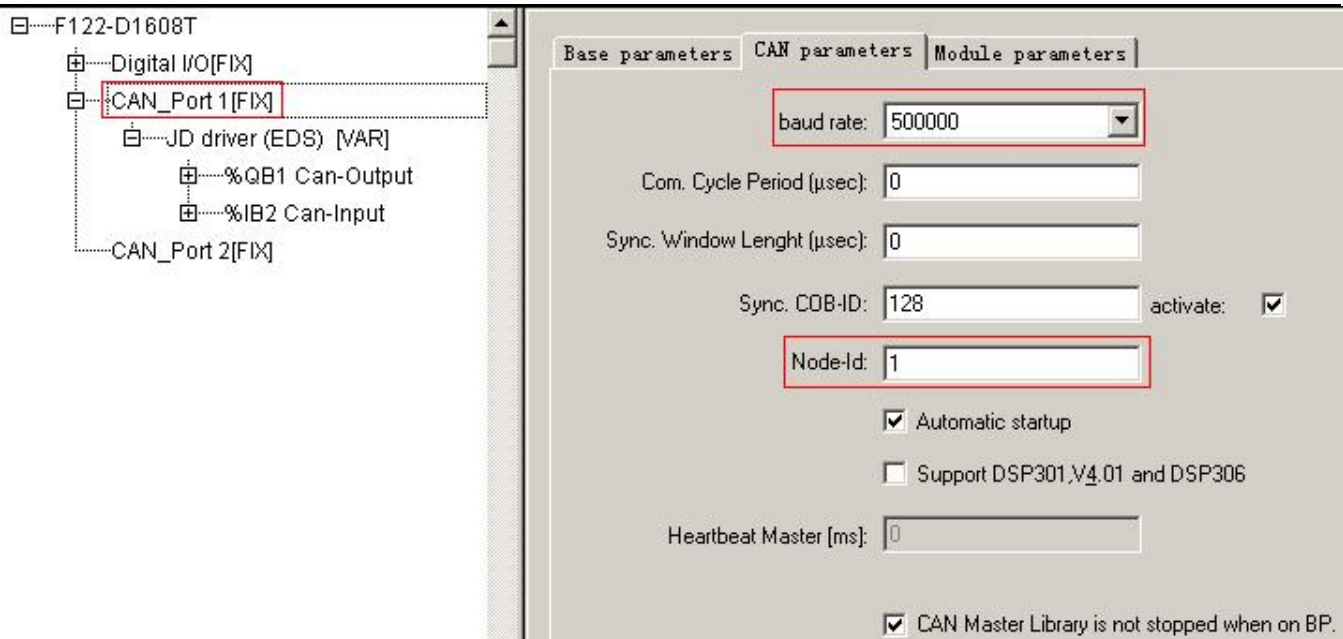 F122-D1608T
Digital I/O[FIX]
CAN_Port 1[FIX]
JD driver (EDS) [VAR]
%QB1 Can-Output
%IB2 Can-Input
CAN_Port 2[FIX]
Base parameters CAN parameters Module parameters
baud rate: 500000
Com. Cycle Period (µsec): 0
Sync. Window Lenght (µsec): 0
Sync. COB-ID: 128 activate:
Node-Id: 1
Automatic startup
Support DSP301,V4.01 and DSP306
Heartbeat Master [ms]: 0
CAN Master Library is not stopped when on BP.